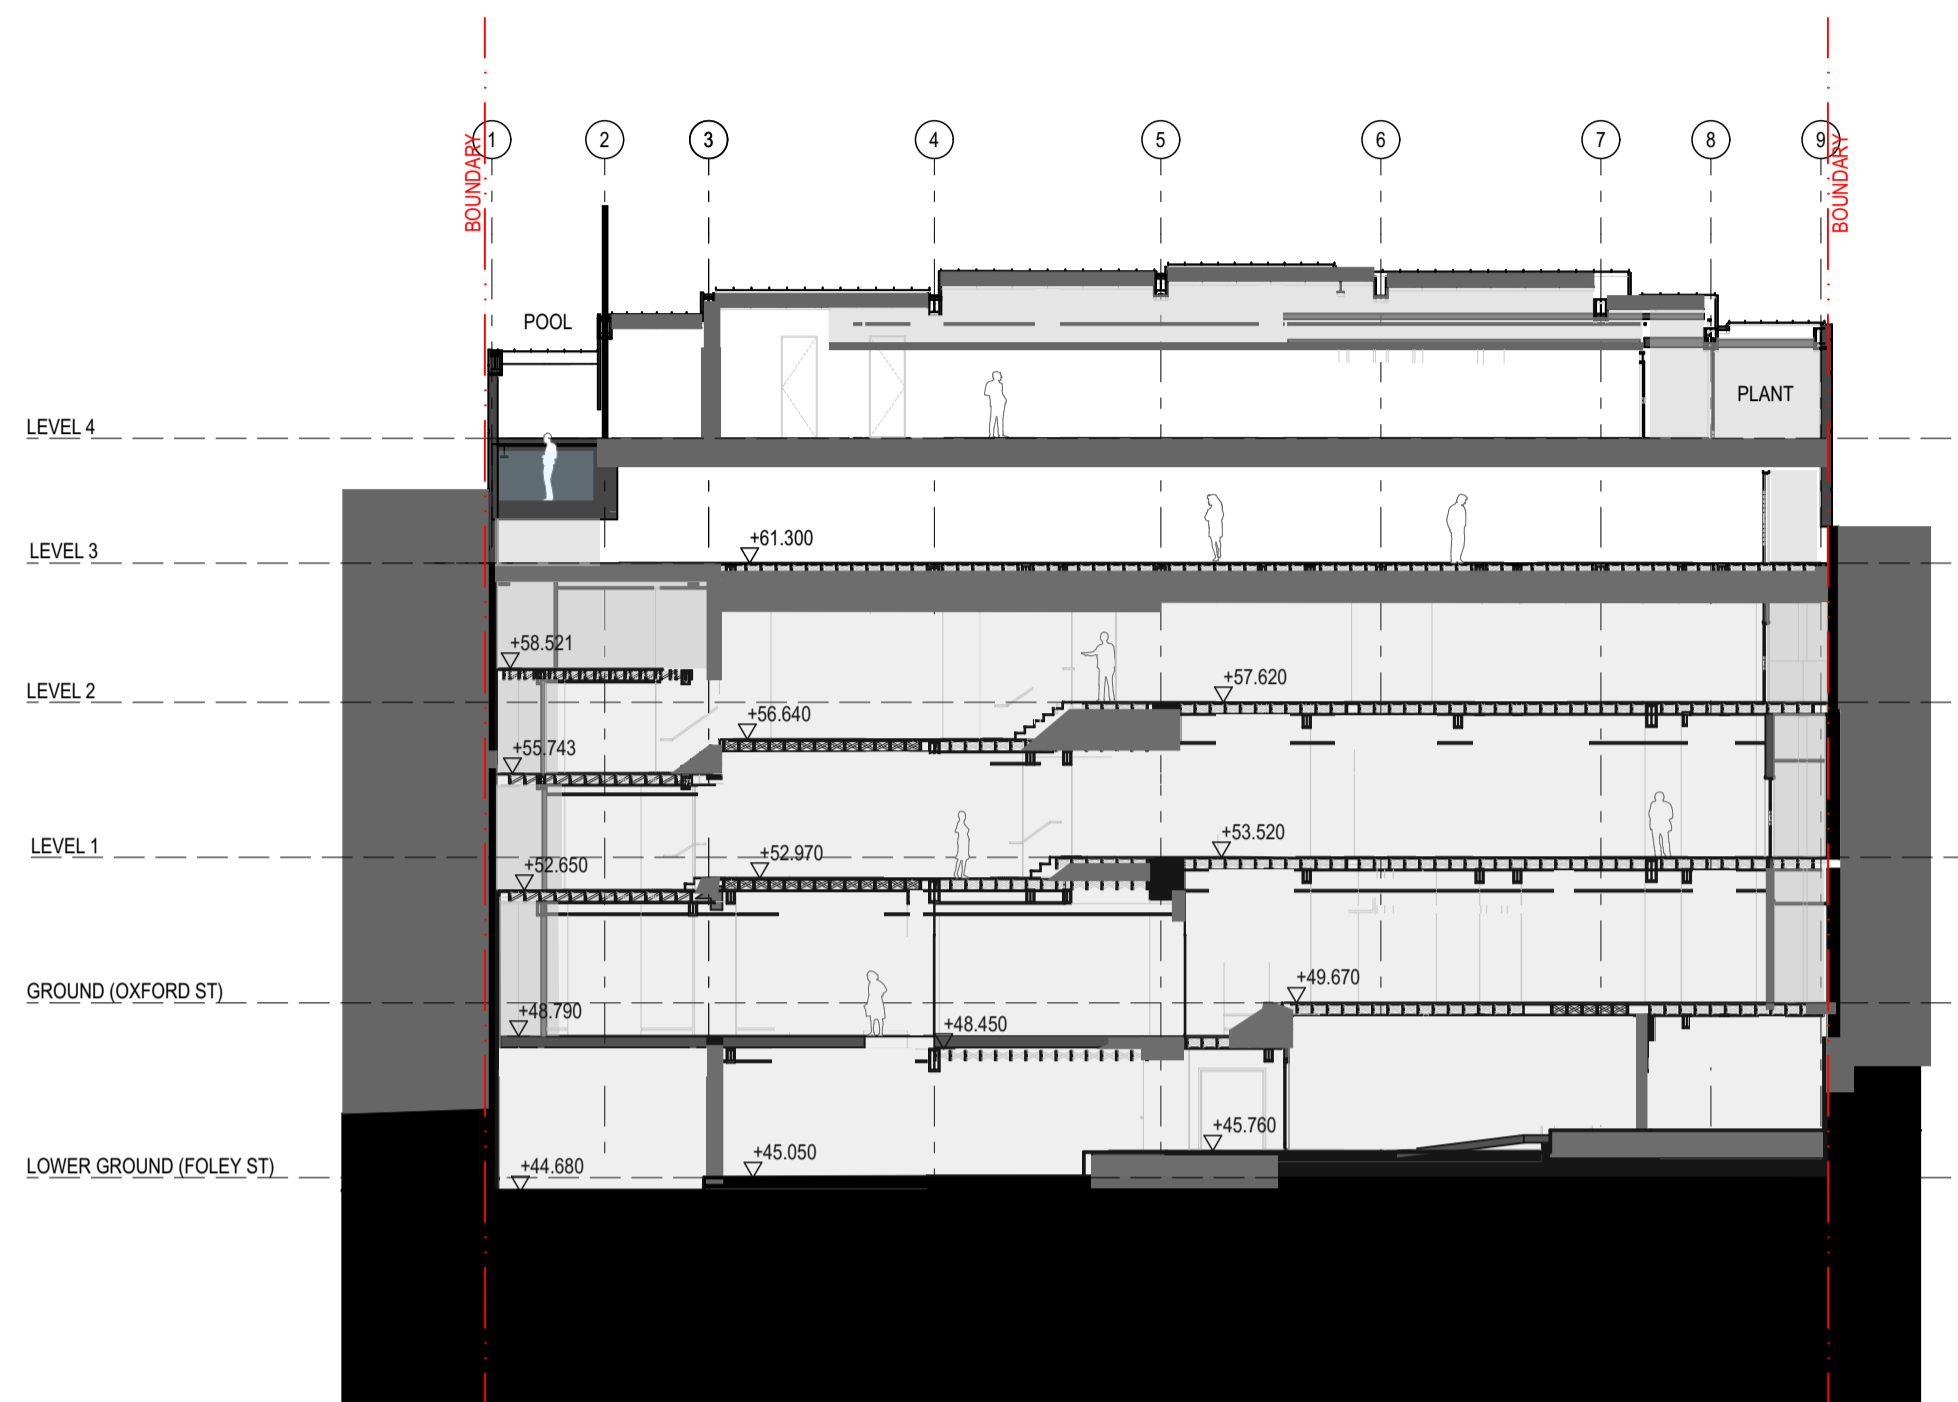 1 2 3 4 5 6 7 8 9
BOUNDARY
BOUNDARY
POOL
PLANT
LEVEL 4
LEVEL 3
+61.300
+58.521
LEVEL 2
+57.620
+56.640
+55.743
+53.520
LEVEL 1
+52.970
+52.650
GROUND (OXFORD ST)
+49.670
+48.790
+48.450
+45.760
LOWER GROUND (FOLEY ST)
+45.050
+44.680